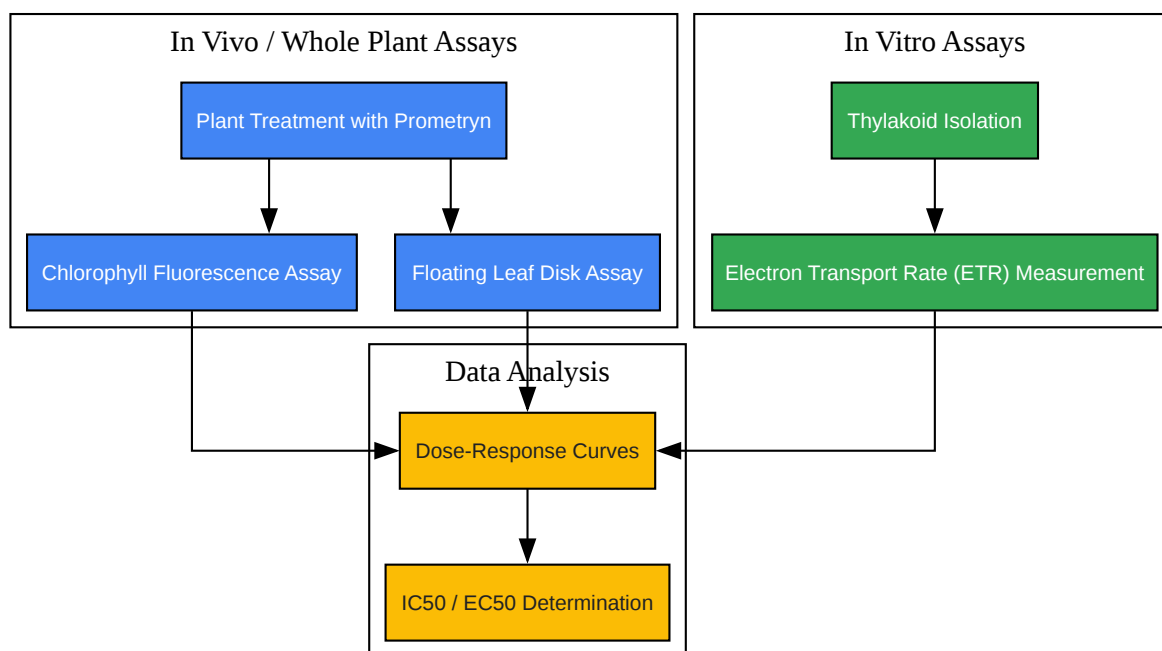 In Vivo / Whole Plant Assays
Plant Treatment with Prometryn
Chlorophyll Fluorescence Assay
Floating Leaf Disk Assay
In Vitro Assays
Thylakoid Isolation
Electron Transport Rate (ETR) Measurement
Data Analysis
Dose-Response Curves
IC50 / EC50 Determination